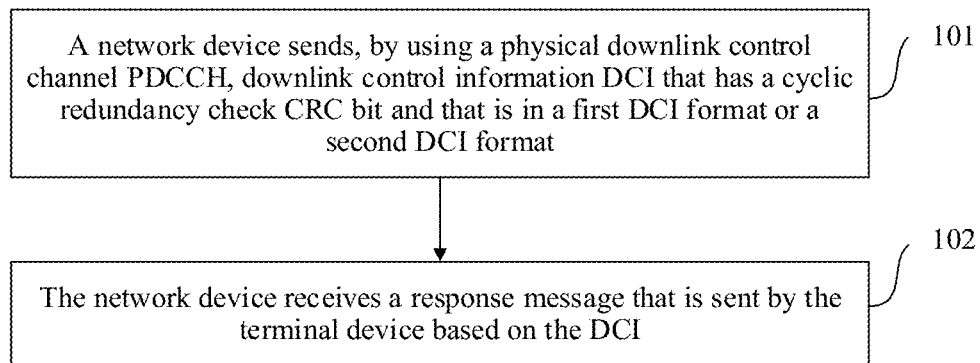 A network device sends, by using a physical downlink control
channel PDCCH, downlink control information DCI that has a cyclic
redundancy check CRC bit and that is in a first DCI format or a
second DCI format
101
102
The network device receives a response message that is sent by the
terminal device based on the DCI